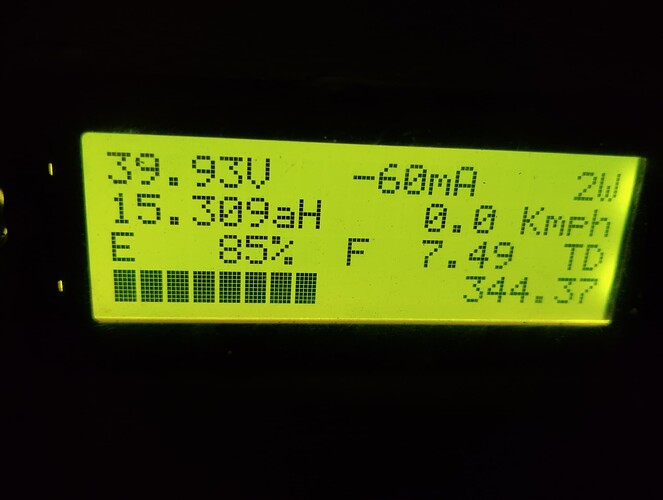 39.93V -60mA 2W
15.309aH 0.0 Kmph
E 85% F 7.49 TD
344.37